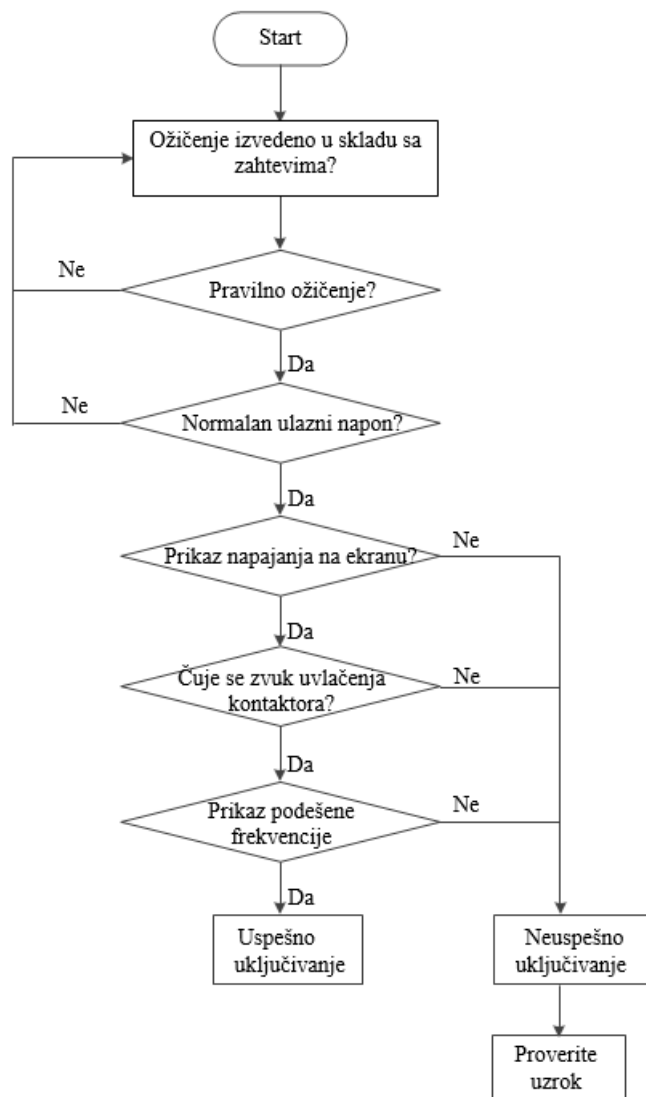 Start
Ožičenje izvedeno u skladu sa
zahtevima?
Ne
Pravilno ožičenje?
Da
Ne
Normalan ulazni napon?
Da
Prikaz napajanja na ekranu?
Ne
Da
Čuje se zvuk uvlačenja
kontaktora?
Ne
Da
Prikaz podešene
frekvencije
Ne
Da
Uspešno
uključivanje
Neuspešno
uključivanje
Proverite
uzrok